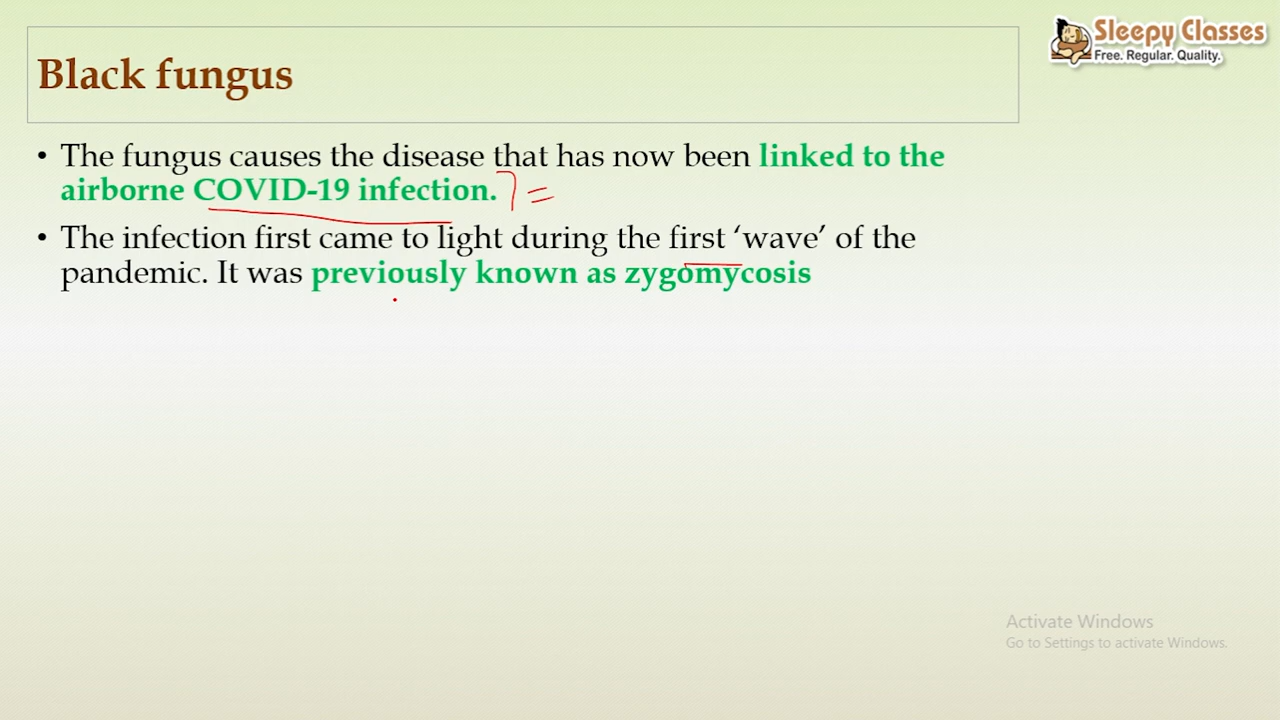 Sleepy Classes
Free. Regular. Quality.
Black fungus
• The fungus causes the disease that has now been linked to the
airborne COVID-19 infection.
• The infection first came to light during the first ‘wave’ of the
pandemic. It was previously known as zygomycosis
Activate Windows
Go to Settings to activate Windows.